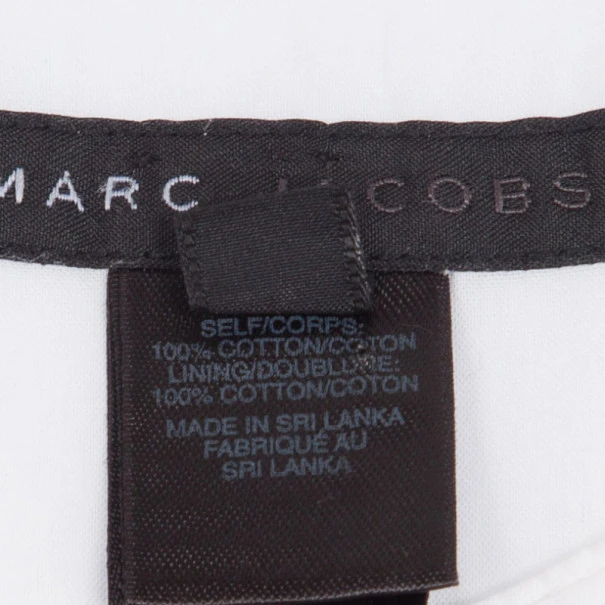 MARC JACOBS
SELF/CORPS:
100% COTTON/COTON
LINING/DOUBLURE:
100% COTTON/COTON
MADE IN SRI LANKA
FABRIQUÉ AU
SRI LANKA